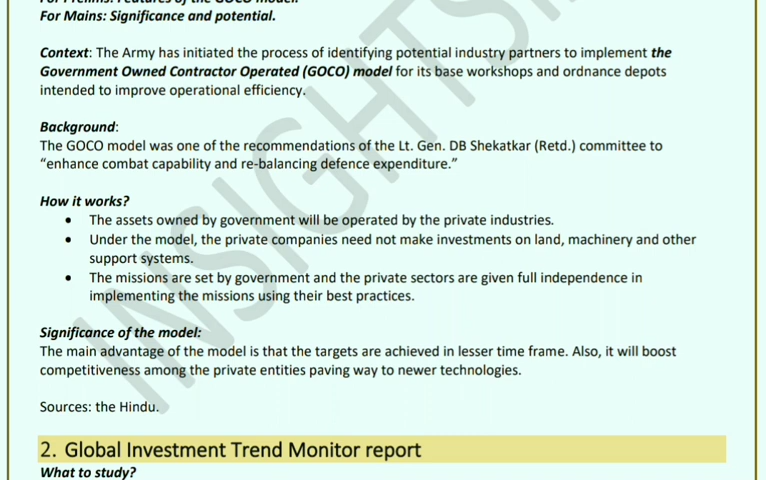 For Prelims: Features of the GOCO model.
For Mains: Significance and potential.
Context: The Army has initiated the process of identifying potential industry partners to implement the
Government Owned Contractor Operated (GOCO) model for its base workshops and ordnance depots
intended to improve operational efficiency.
Background:
The GOCO model was one of the recommendations of the Lt. Gen. DB Shekatkar (Retd.) committee to
“enhance combat capability and re-balancing defence expenditure.”
How it works?
• The assets owned by government will be operated by the private industries.
• Under the model, the private companies need not make investments on land, machinery and other
support systems.
• The missions are set by government and the private sectors are given full independence in
implementing the missions using their best practices.
Significance of the model:
The main advantage of the model is that the targets are achieved in lesser time frame. Also, it will boost
competitiveness among the private entities paving way to newer technologies.
Sources: the Hindu.
2. Global Investment Trend Monitor report
What to study?
INSIGHTSI